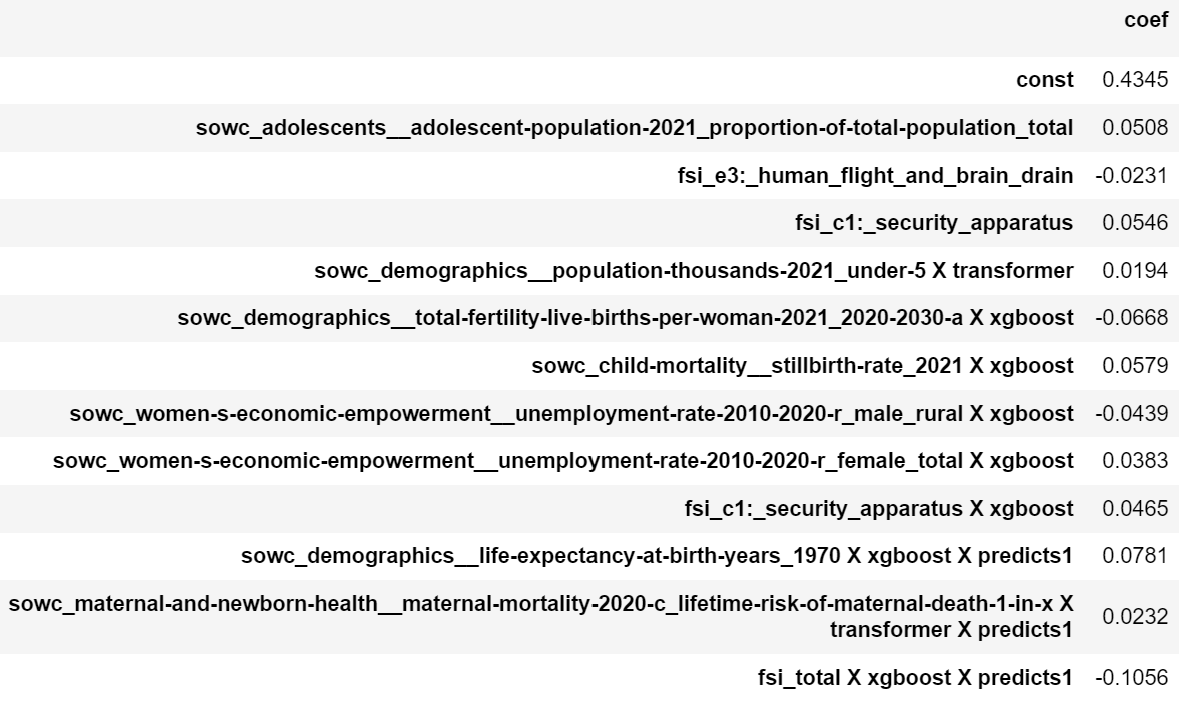 coef
const 0.4345
sowc_adolescents__adolescent-population-2021_proportion-of-total-population_total 0.0508
fsi_e3:_human_flight_and_brain_drain -0.0231
fsi_c1:_security_apparatus 0.0546
sowc_demographics__population-thousands-2021_under-5 X transformer 0.0194
sowc_demographics__total-fertility-live-births-per-woman-2021_2020-2030-a X xgboost -0.0668
sowc_child-mortality__stillbirth-rate_2021 X xgboost 0.0579
sowc_women-s-economic-empowerment__unemployment-rate-2010-2020-r_male_rural X xgboost -0.0439
sowc_women-s-economic-empowerment__unemployment-rate-2010-2020-r_female_total X xgboost 0.0383
fsi_c1:_security_apparatus X xgboost 0.0465
sowc_demographics__life-expectancy-at-birth-years_1970 X xgboost X predicts1 0.0781
sowc_maternal-and-newborn-health__maternal-mortality-2020-c_lifetime-risk-of-maternal-death-1-in-x X
transformer X predicts1 0.0232
fsi_total X xgboost X predicts1 -0.1056